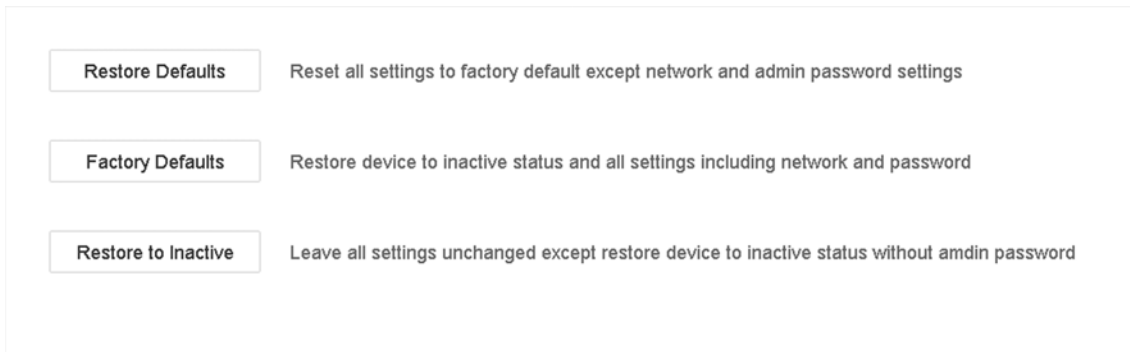 Restore Defaults Reset all settings to factory default except network and admin password settings
Factory Defaults Restore device to inactive status and all settings including network and password
Restore to Inactive Leave all settings unchanged except restore device to inactive status without amdin password